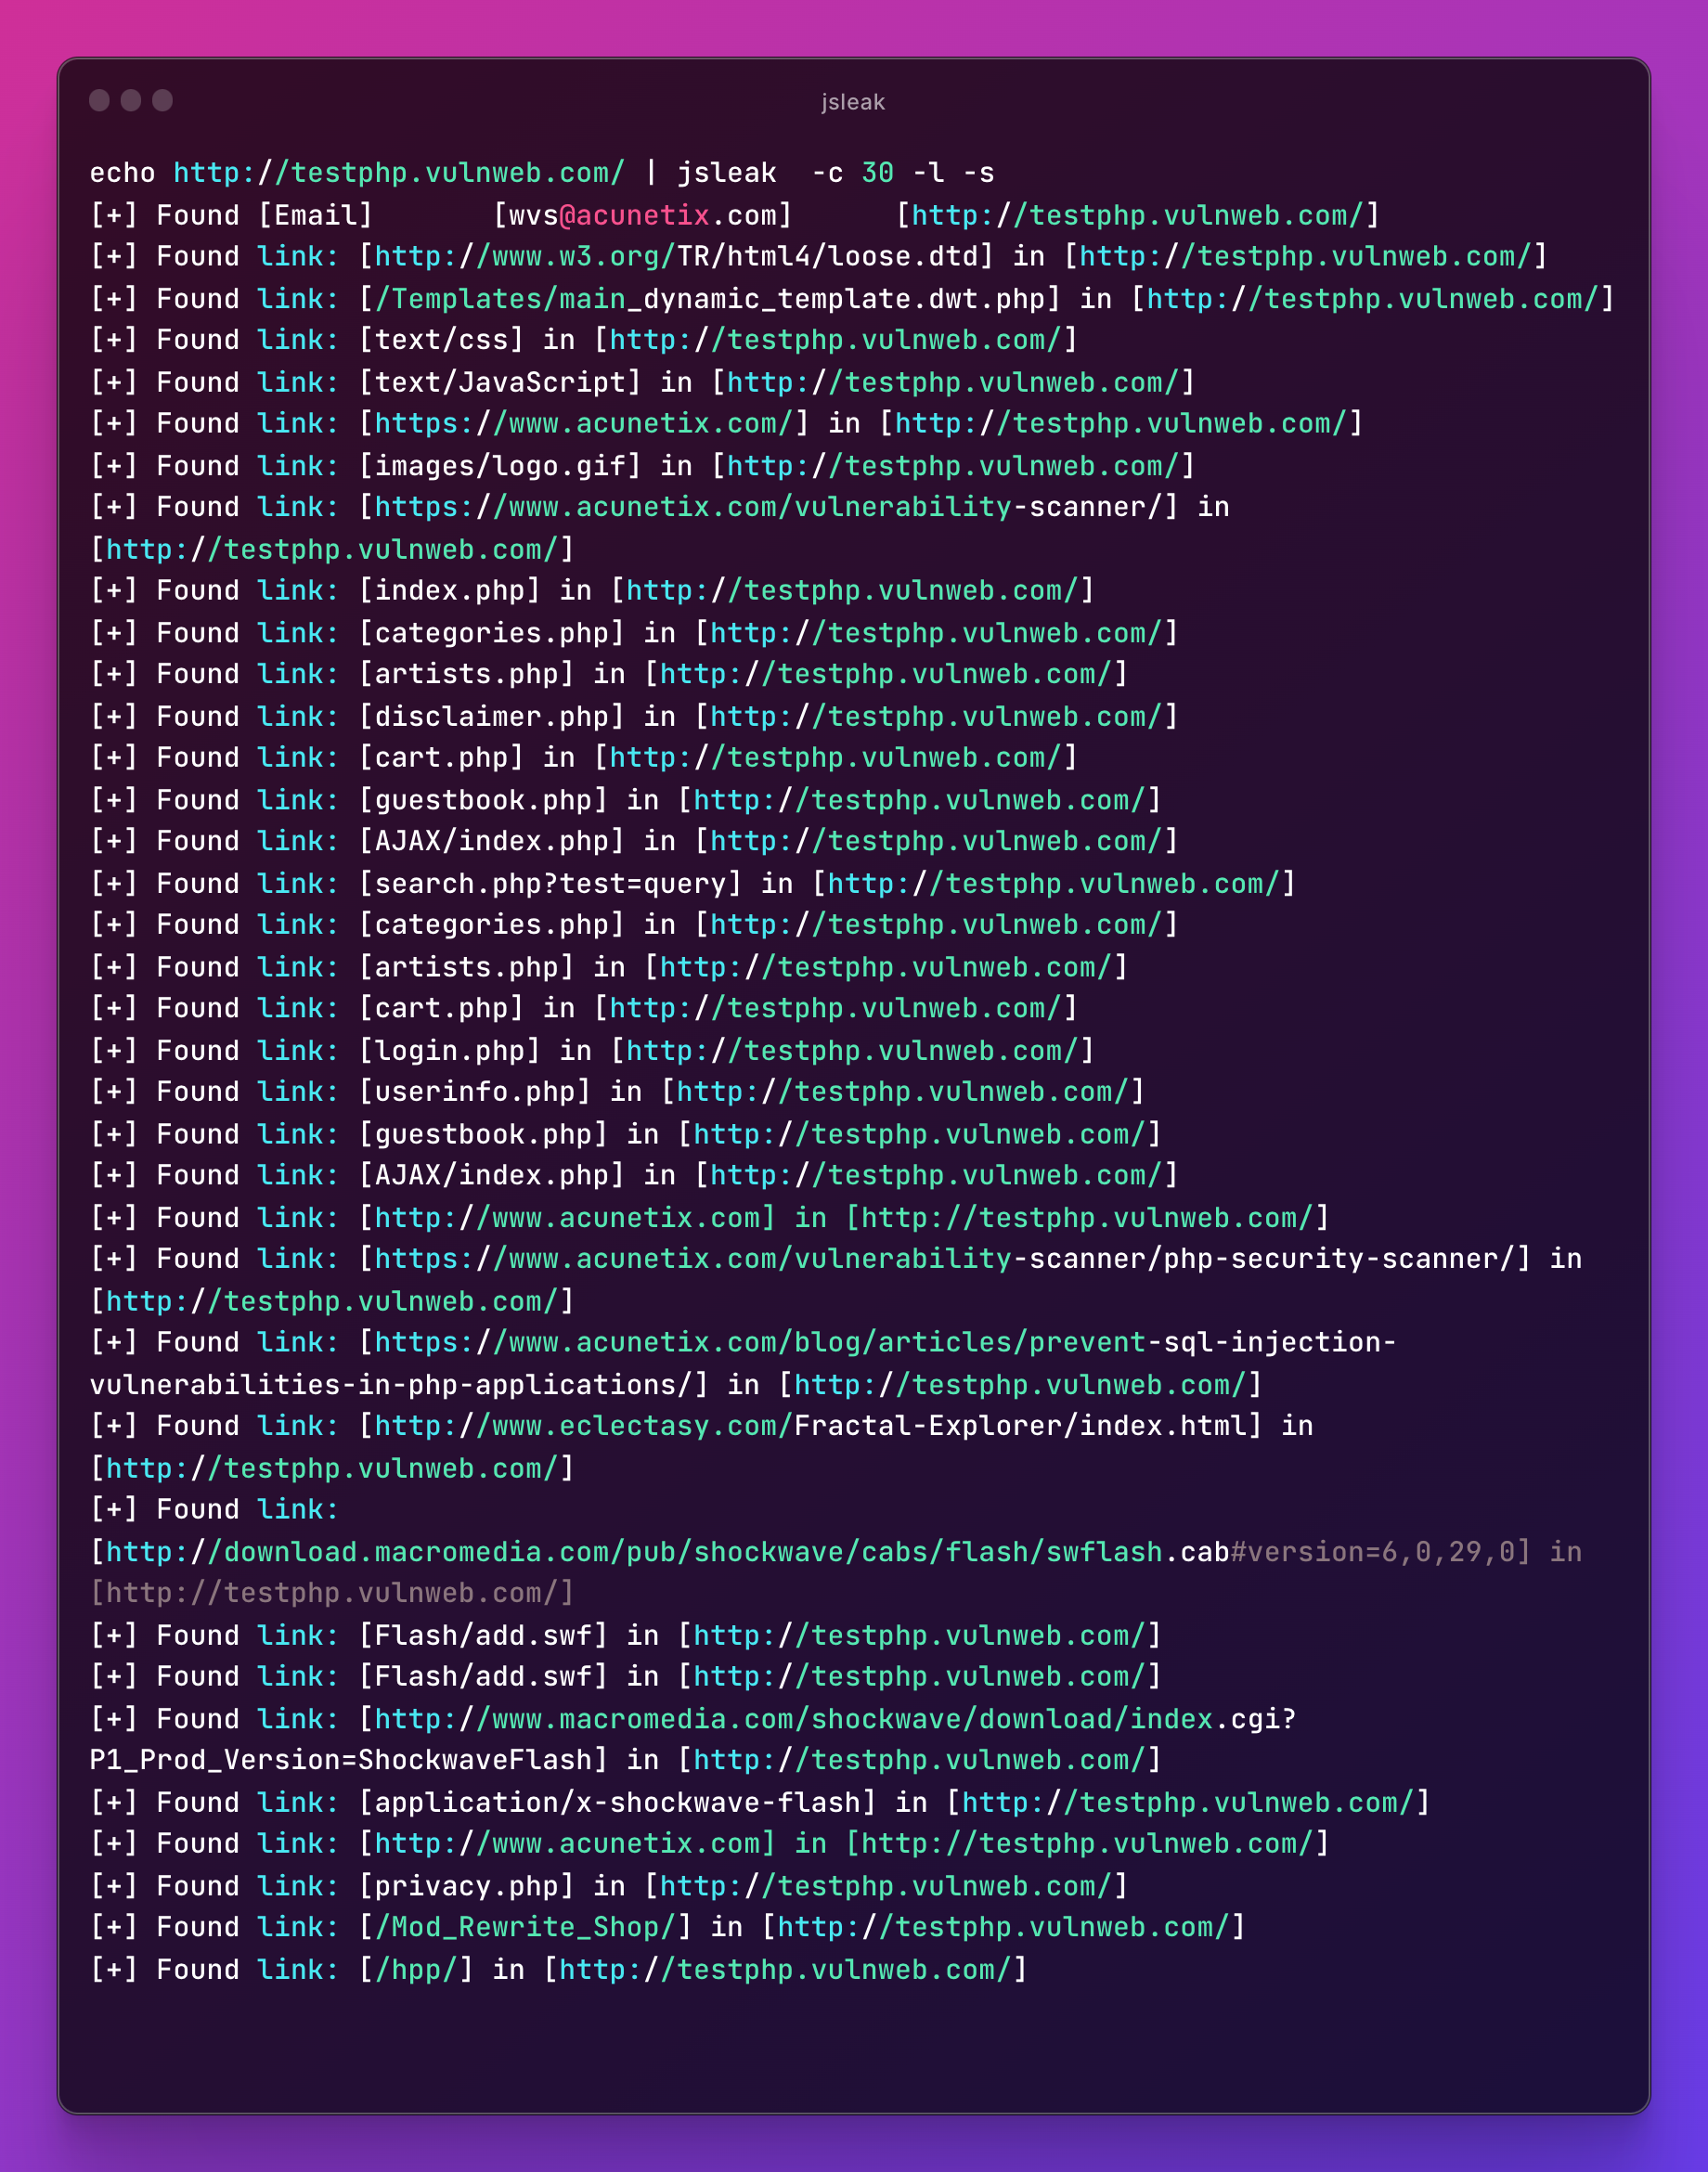 jsleak
echo http://testphp.vulnweb.com/ | jsleak  -c 30 -l -s
[+] Found [Email]       [wvs@acunetix.com]      [http://testphp.vulnweb.com/]
[+] Found link: [http://www.w3.org/TR/html4/loose.dtd] in [http://testphp.vulnweb.com/]
[+] Found link: [/Templates/main_dynamic_template.dwt.php] in [http://testphp.vulnweb.com/]
[+] Found link: [text/css] in [http://testphp.vulnweb.com/]
[+] Found link: [text/JavaScript] in [http://testphp.vulnweb.com/]
[+] Found link: [https://www.acunetix.com/] in [http://testphp.vulnweb.com/]
[+] Found link: [images/logo.gif] in [http://testphp.vulnweb.com/]
[+] Found link: [https://www.acunetix.com/vulnerability-scanner/] in
[http://testphp.vulnweb.com/]
[+] Found link: [index.php] in [http://testphp.vulnweb.com/]
[+] Found link: [categories.php] in [http://testphp.vulnweb.com/]
[+] Found link: [artists.php] in [http://testphp.vulnweb.com/]
[+] Found link: [disclaimer.php] in [http://testphp.vulnweb.com/]
[+] Found link: [cart.php] in [http://testphp.vulnweb.com/]
[+] Found link: [guestbook.php] in [http://testphp.vulnweb.com/]
[+] Found link: [AJAX/index.php] in [http://testphp.vulnweb.com/]
[+] Found link: [search.php?test=query] in [http://testphp.vulnweb.com/]
[+] Found link: [categories.php] in [http://testphp.vulnweb.com/]
[+] Found link: [artists.php] in [http://testphp.vulnweb.com/]
[+] Found link: [cart.php] in [http://testphp.vulnweb.com/]
[+] Found link: [login.php] in [http://testphp.vulnweb.com/]
[+] Found link: [userinfo.php] in [http://testphp.vulnweb.com/]
[+] Found link: [guestbook.php] in [http://testphp.vulnweb.com/]
[+] Found link: [AJAX/index.php] in [http://testphp.vulnweb.com/]
[+] Found link: [http://www.acunetix.com] in [http://testphp.vulnweb.com/]
[+] Found link: [https://www.acunetix.com/vulnerability-scanner/php-security-scanner/] in
[http://testphp.vulnweb.com/]
[+] Found link: [https://www.acunetix.com/blog/articles/prevent-sql-injection-
vulnerabilities-in-php-applications/] in [http://testphp.vulnweb.com/]
[+] Found link: [http://www.eclectasy.com/Fractal-Explorer/index.html] in
[http://testphp.vulnweb.com/]
[+] Found link:
[http://download.macromedia.com/pub/shockwave/cabs/flash/swflash.cab#version=6,0,29,0] in
[http://testphp.vulnweb.com/]
[+] Found link: [Flash/add.swf] in [http://testphp.vulnweb.com/]
[+] Found link: [Flash/add.swf] in [http://testphp.vulnweb.com/]
[+] Found link: [http://www.macromedia.com/shockwave/download/index.cgi?
P1_Prod_Version=ShockwaveFlash] in [http://testphp.vulnweb.com/]
[+] Found link: [application/x-shockwave-flash] in [http://testphp.vulnweb.com/]
[+] Found link: [http://www.acunetix.com] in [http://testphp.vulnweb.com/]
[+] Found link: [privacy.php] in [http://testphp.vulnweb.com/]
[+] Found link: [/Mod_Rewrite_Shop/] in [http://testphp.vulnweb.com/]
[+] Found link: [/hpp/] in [http://testphp.vulnweb.com/]